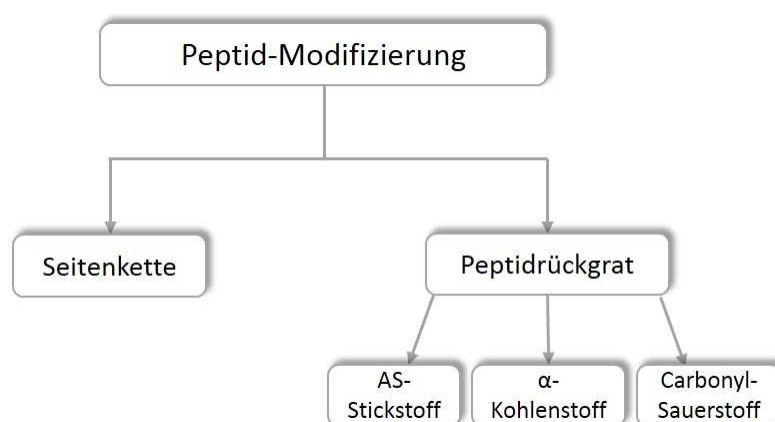 Peptid-Modifizierung
Seitenkette
Peptidrückgrat
AS-
Stickstoff
α-
Kohlenstoff
Carbonyl-
Sauerstoff